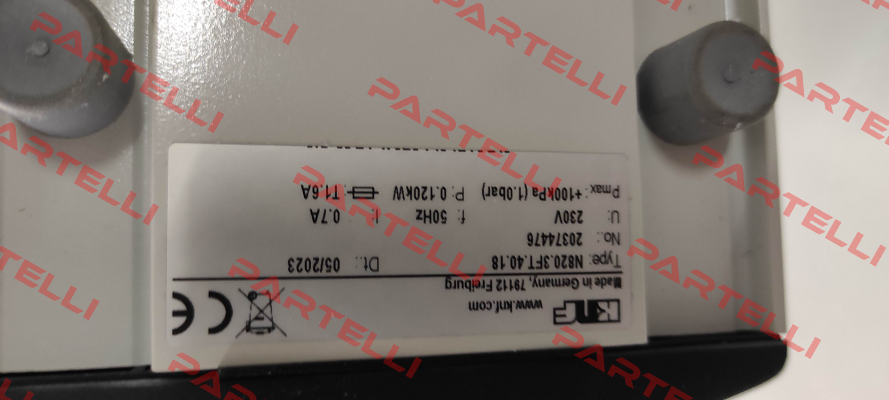 KNF
www.knf.com
Made in Germany, 79112 Freiburg
Type: N820.3FT.40.18 Dt.: 05/2023
No.: 20374476
U: 230V f: 50Hz I: 0.7A
Pmax: +100kPa (1.0bar) P: 0.120kW T1.6A
CE
PARTELLI
PARTELLI
PARTELLI
PARTELLI
PARTELLI
PARTELLI
PARTELLI
PARTELLI
PARTELLI